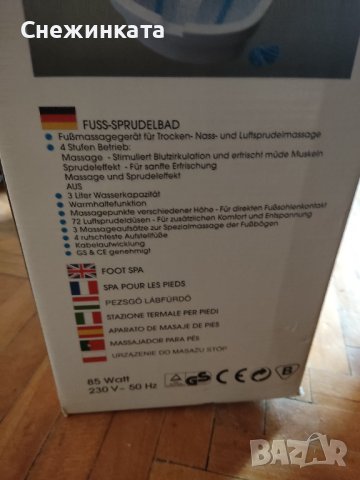 Снежинката
FUSS-SPRUDELBAD
Fußmassagegerät für Trocken- Nass- und Luftsprudelmassage
4 Stufen Betrieb:
Massage - Stimuliert Blutzirkulation und erfrischt müde Muskeln
Sprudeleffekt - Für sanfte Erfrischung
Massage und Sprudeleffekt
AUS
3 Liter Wasserkapazität
Warmhaltefunktion
Massagepunkte verschiedener Höhe - Für direkten Fußsohlenkontakt
72 Luftsprudeldüsen - Für zusätzlichen Komfort und Entspannung
3 Massageaufsätze zur Spezialmassage der Fußbögen
4 rutschfeste Aufstellfüße
Kabelaufwicklung
GS & CE genehmigt
FOOT SPA
SPA POUR LES PIEDS
PEZSGŐ LÁBFÜRDŐ
STAZIONE TERMALE PER PIEDI
APARATO DE MASAJE DE PIES
MASSAJADOR PARA PÉS
URZĄZENIE DO MASAZU STÓP
85 Watt
230 V~ 50 Hz
GS CE B
BAZAR